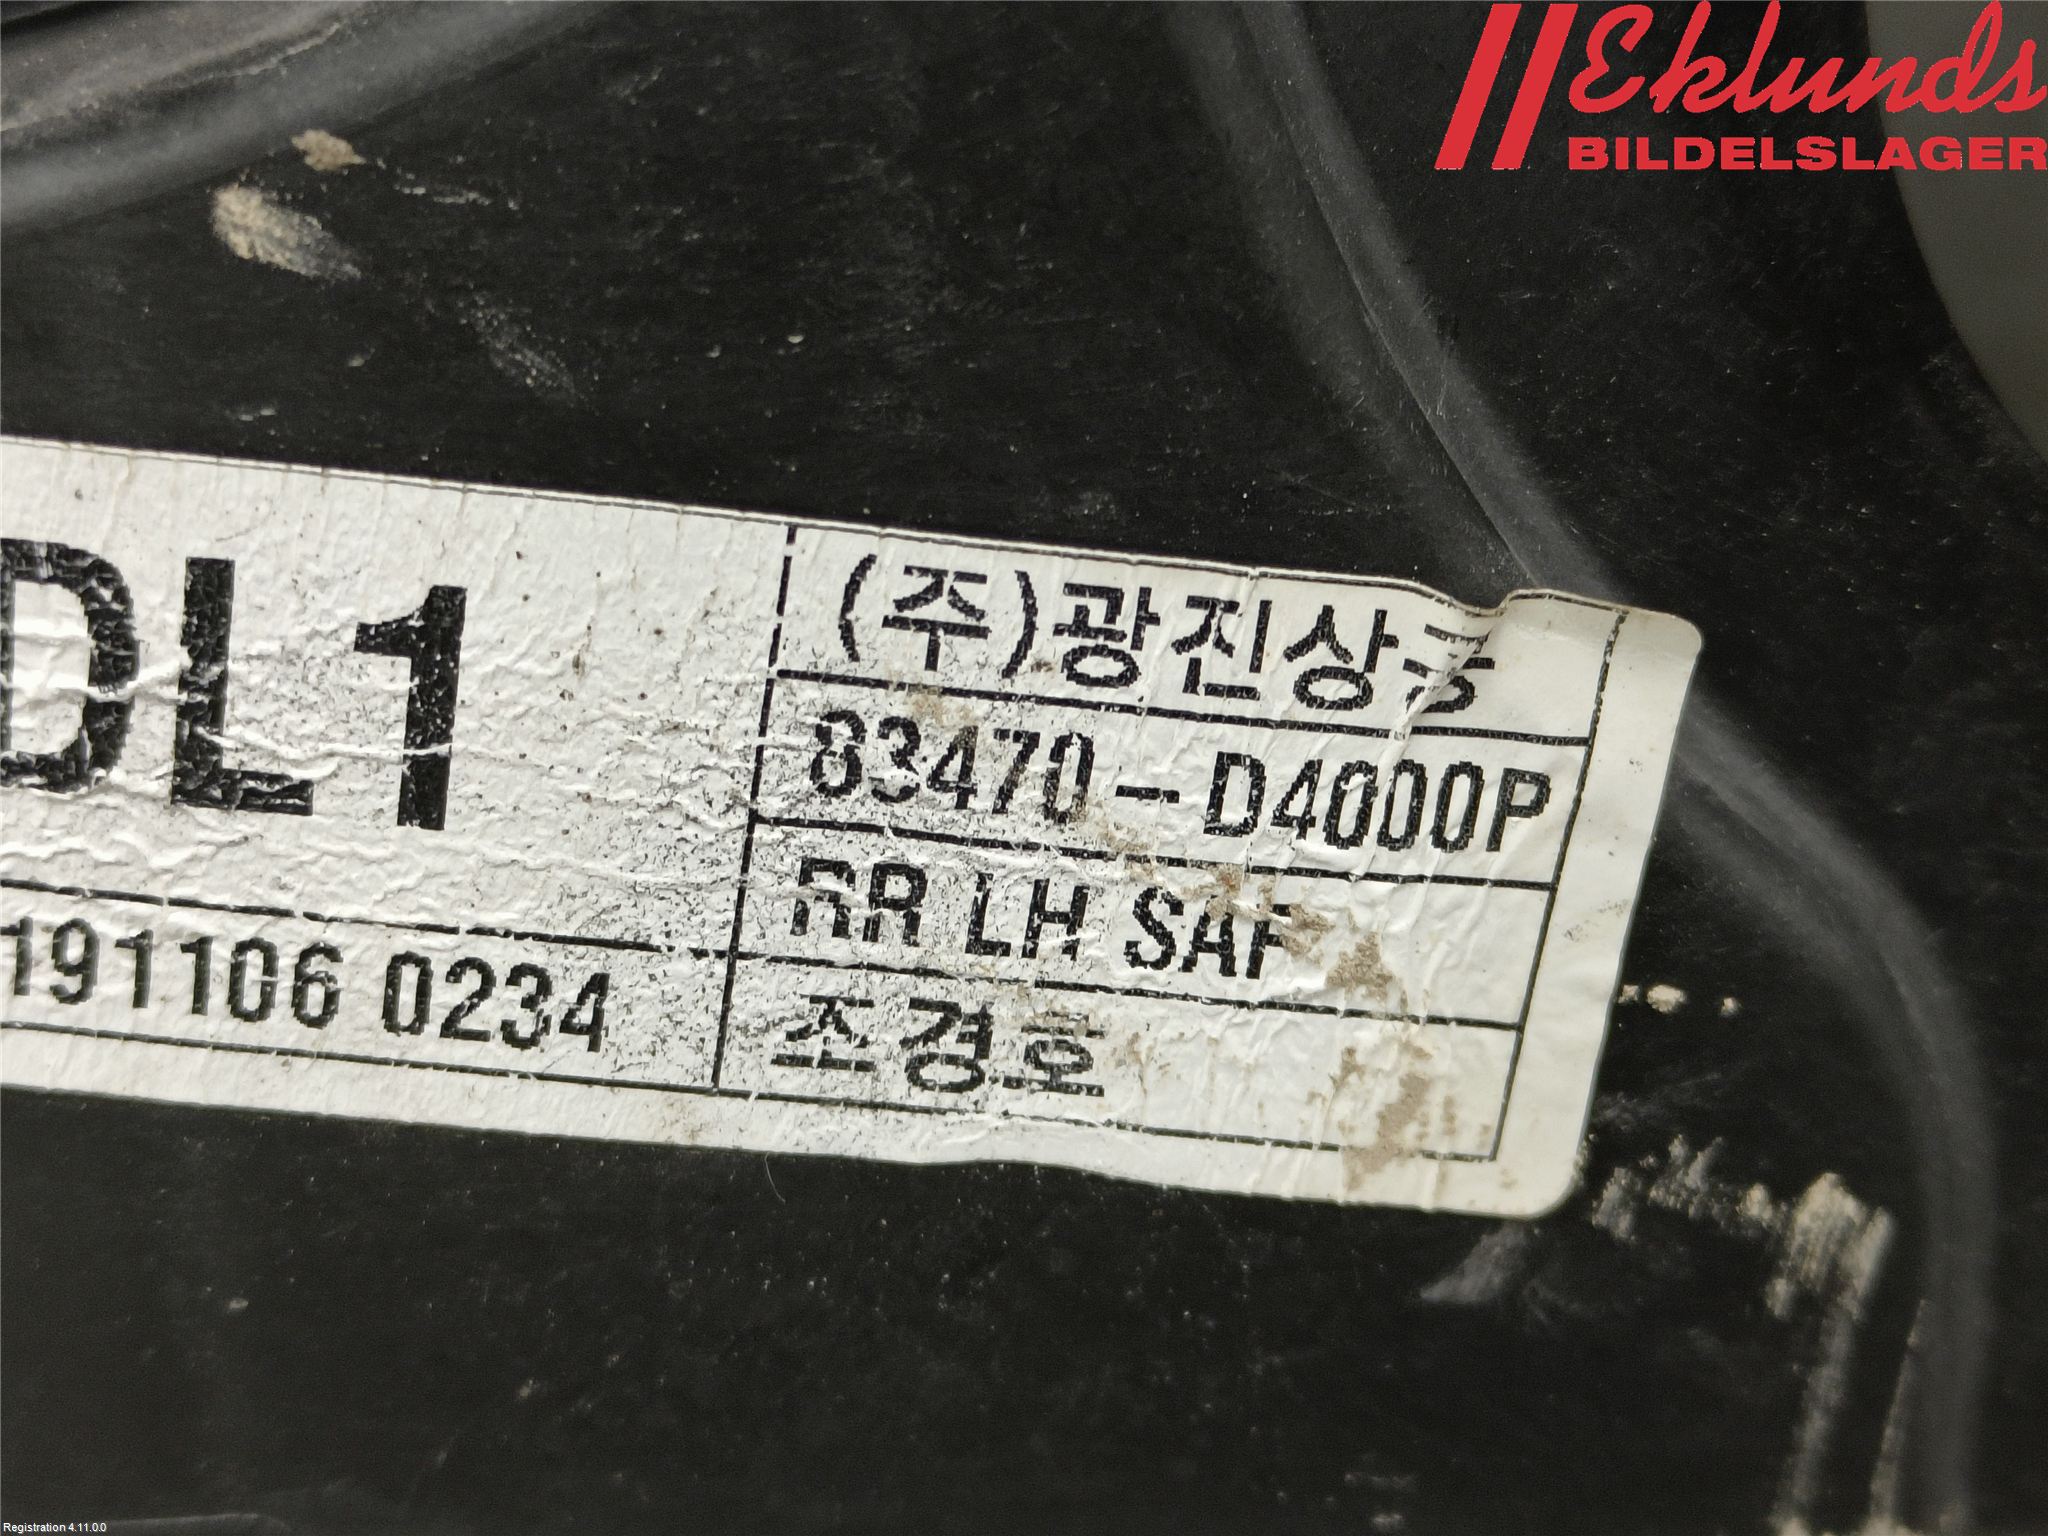 Eklunds
BILDELSLAGER
DL1
(주)광진상공
83470-D4000P
RR LH SAF
191106 0234
조경호
Registration 4.11.0.0